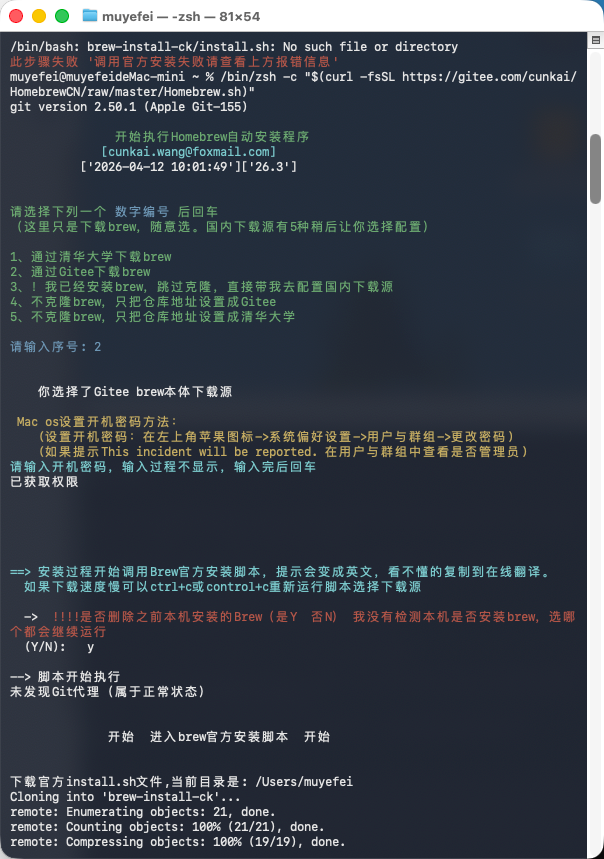 muyefei — -zsh — 81×54
/bin/bash: brew-install-ck/install.sh: No such file or directory
此步骤失败 '调用官方安装失败请查看上方报错信息'
muyefei@muyefeideMac-mini ~ % /bin/zsh -c "$(curl -fsSL https://gitee.com/cunkai/
HomebrewCN/raw/master/Homebrew.sh)"
git version 2.50.1 (Apple Git-155)
开始执行Homebrew自动安装程序
[cunkai.wang@foxmail.com]
['2026-04-12 10:01:49']['26.3']
请选择下列一个 数字编号 后回车
（这里只是下载brew，随意选。国内下载源有5种稍后让你选择配置）
1、通过清华大学下载brew
2、通过Gitee下载brew
3、! 我已经安装brew，跳过克隆，直接带我去配置国内下载源
4、不克隆brew，只把仓库地址设置成Gitee
5、不克隆brew，只把仓库地址设置成清华大学
请输入序号: 2
你选择了Gitee brew本体下载源
Mac os设置开机密码方法：
（设置开机密码：在左上角苹果图标->系统偏好设置->用户与群组->更改密码）
（如果提示This incident will be reported. 在用户与群组中查看是否管理员）
请输入开机密码，输入过程不显示，输入完后回车
已获取权限
==> 安装过程开始调用Brew官方安装脚本，提示会变成英文，看不懂的复制到在线翻译。
如果下载速度慢可以ctrl+c或control+c重新运行脚本选择下载源
-> !!!!是否删除之前本机安装的Brew（是Y 否N） 我没有检测本机是否安装brew，选哪
个都会继续运行
(Y/N): y
--> 脚本开始执行
未发现Git代理（属于正常状态）
开始 进入brew官方安装脚本 开始
下载官方install.sh文件,当前目录是: /Users/muyefei
Cloning into 'brew-install-ck'...
remote: Enumerating objects: 21, done.
remote: Counting objects: 100% (21/21), done.
remote: Compressing objects: 100% (19/19), done.